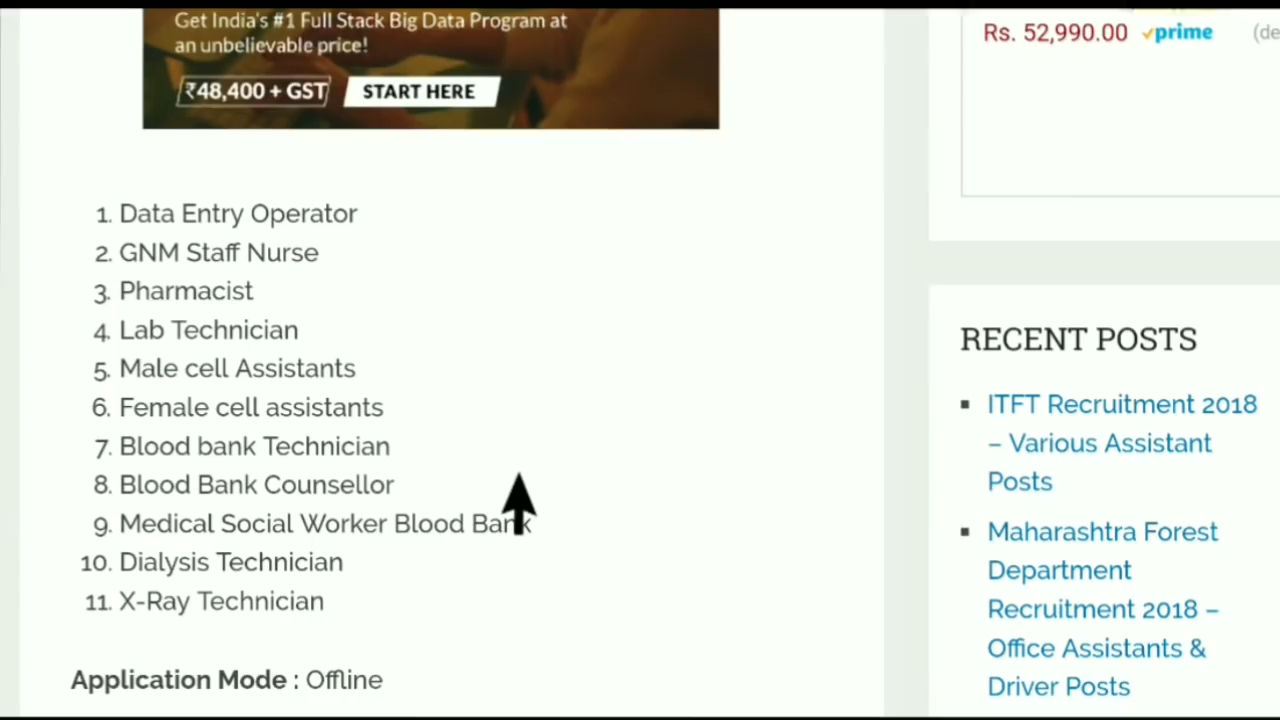 Get India's #1 Full Stack Big Data Program at
an unbelievable price!
₹48,400 + GST
START HERE
1. Data Entry Operator
2. GNM Staff Nurse
3. Pharmacist
4. Lab Technician
5. Male cell Assistants
6. Female cell assistants
7. Blood bank Technician
8. Blood Bank Counsellor
9. Medical Social Worker Blood Bank
10. Dialysis Technician
11. X-Ray Technician
Application Mode : Offline
Rs. 52,990.00 prime (de
RECENT POSTS
▪ ITFT Recruitment 2018
– Various Assistant
Posts
▪ Maharashtra Forest
Department
Recruitment 2018 –
Office Assistants &
Driver Posts